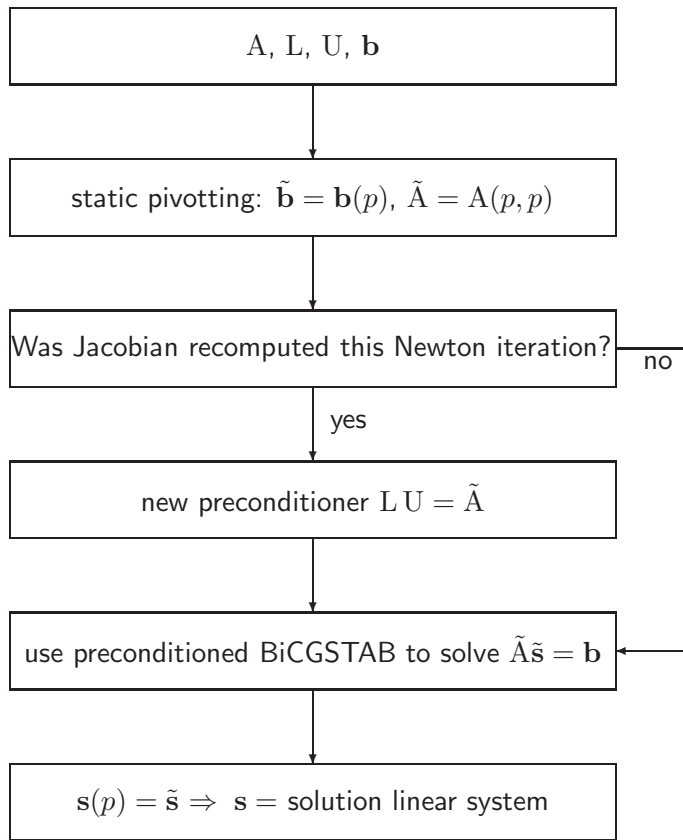 A, L, U, b
static pivotting: b̃ = b(p), Ã = A(p, p)
Was Jacobian recomputed this Newton iteration?
no
yes
new preconditioner L U = Ã
use preconditioned BiCGSTAB to solve Ãs̃ = b
s(p) = s̃ ⇒ s = solution linear system